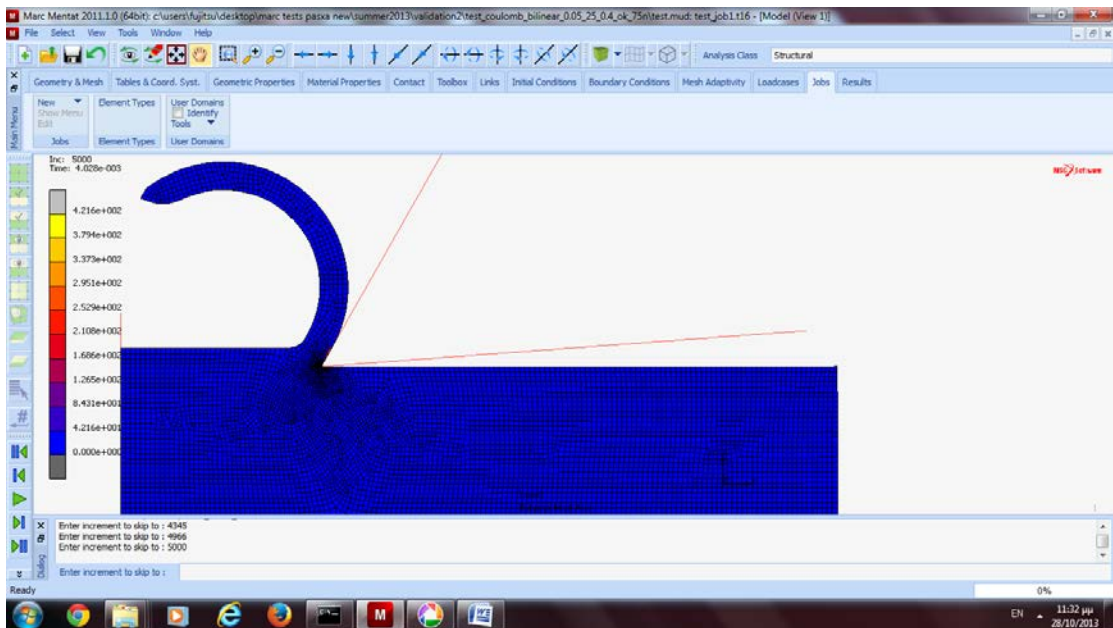 Marc Mentat 2011.1.0 (64bit): c:\users\fujitsu\desktop\marc tests pasxa new\summer2013\validation2\test_coulomb_bilinear_0.05_25_0.4_ok_75n\test.mud: test_job1.t16 - [Model (View 1)]
File Select View Tools Window Help
Analysis Class Structural
Geometry & Mesh Tables & Coord. Syst. Geometric Properties Material Properties Contact Toolbox Links Initial Conditions Boundary Conditions Mesh Adaptivity Loadcases Jobs Results
Main Menu
New Element Types User Domains
Show Menu Identify
Edit Tools
Jobs Element Types User Domains
Inc: 5000
Time: 4.028e-003
MSC Software
4.216e+002
3.794e+002
3.373e+002
2.951e+002
2.529e+002
2.108e+002
1.686e+002
1.265e+002
8.431e+001
4.216e+001
0.000e+000
1
Enter increment to skip to : 4345
Enter increment to skip to : 4966
Enter increment to skip to : 5000
Dialog
Enter increment to skip to :
Ready
0%
EN
11:32 μμ
28/10/2013